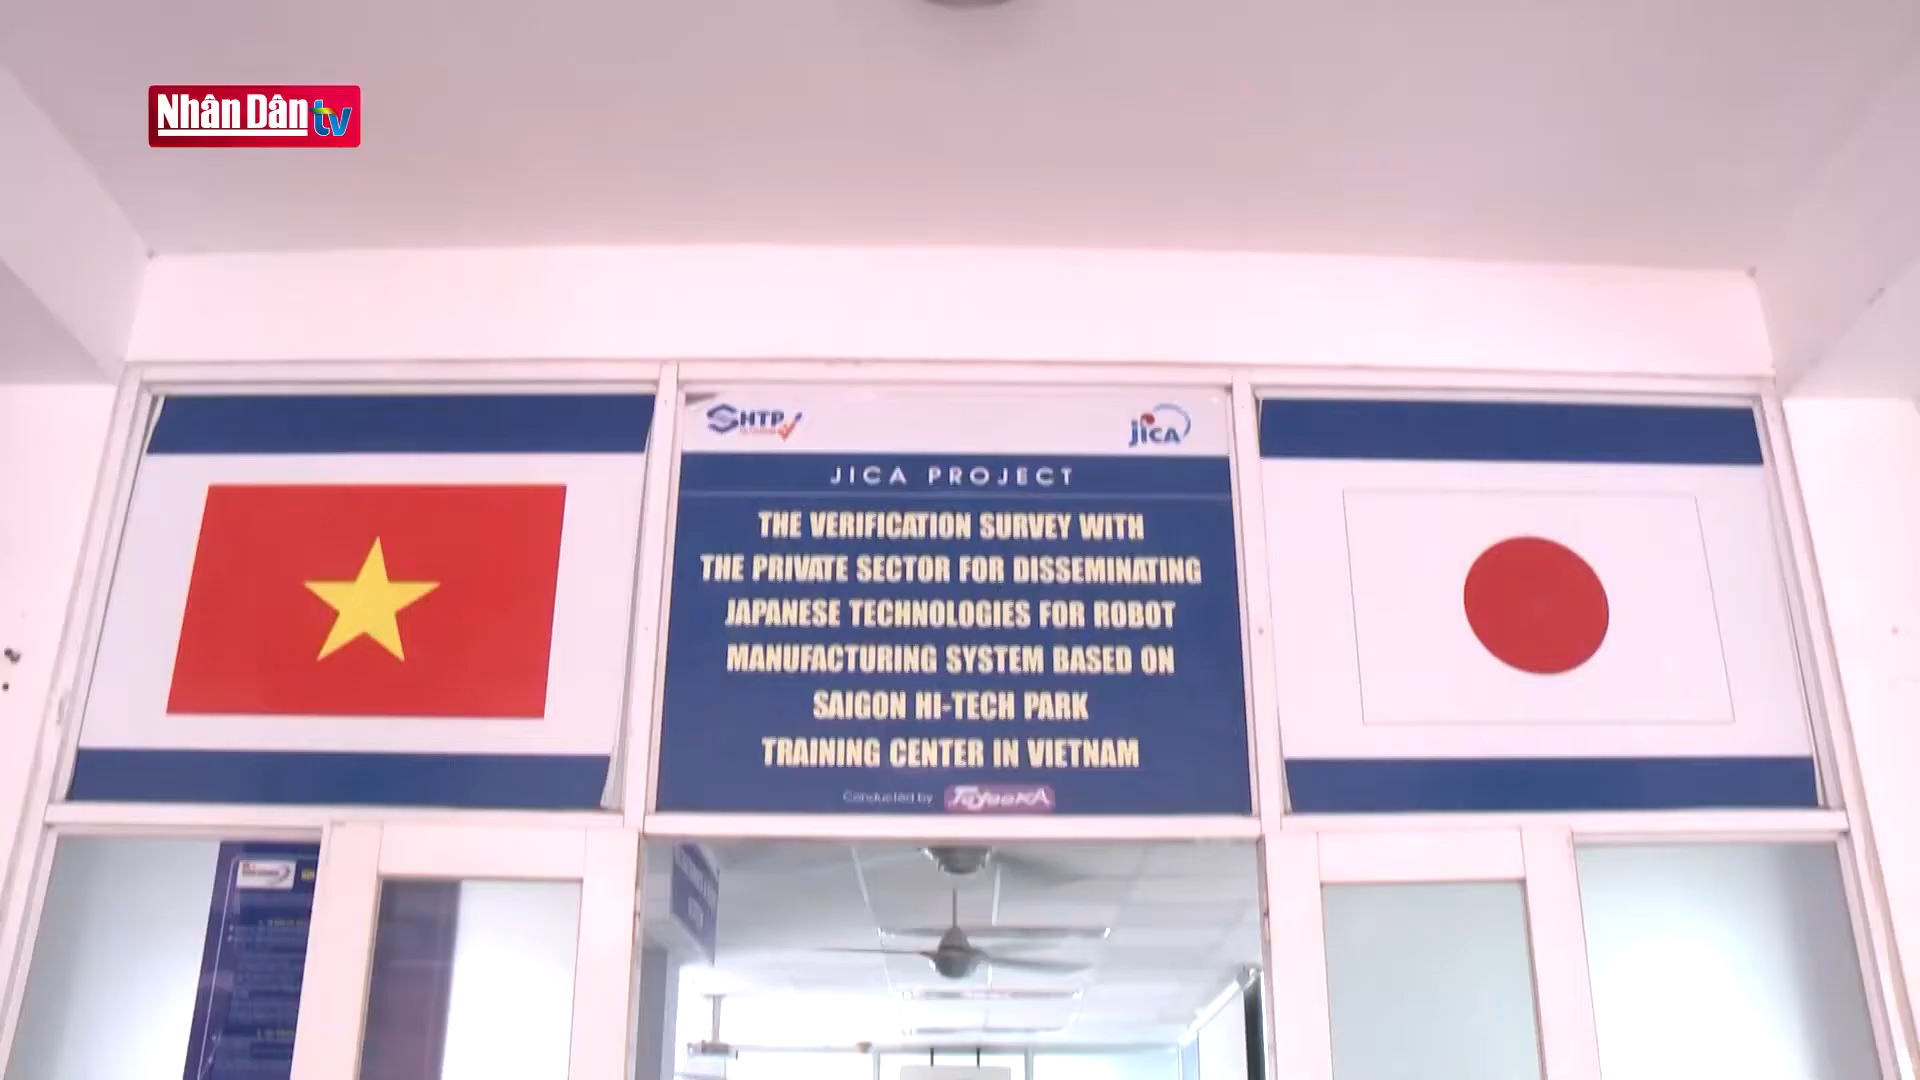 Nhân Dân tv
SHTP
jICA
JICA PROJECT
THE VERIFICATION SURVEY WITH
THE PRIVATE SECTOR FOR DISSEMINATING
JAPANESE TECHNOLOGIES FOR ROBOT
MANUFACTURING SYSTEM BASED ON
SAIGON HI-TECH PARK
TRAINING CENTER IN VIETNAM
Conducted by